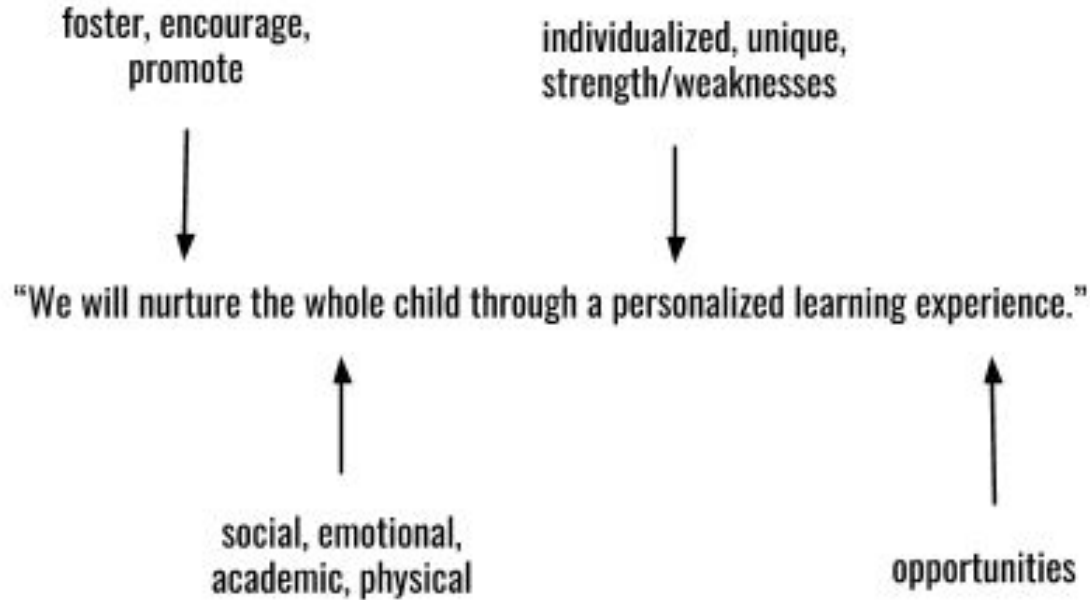 foster, encourage,
promote
individualized, unique,
strength/weaknesses
“We will nurture the whole child through a personalized learning experience.”
social, emotional,
academic, physical
opportunities